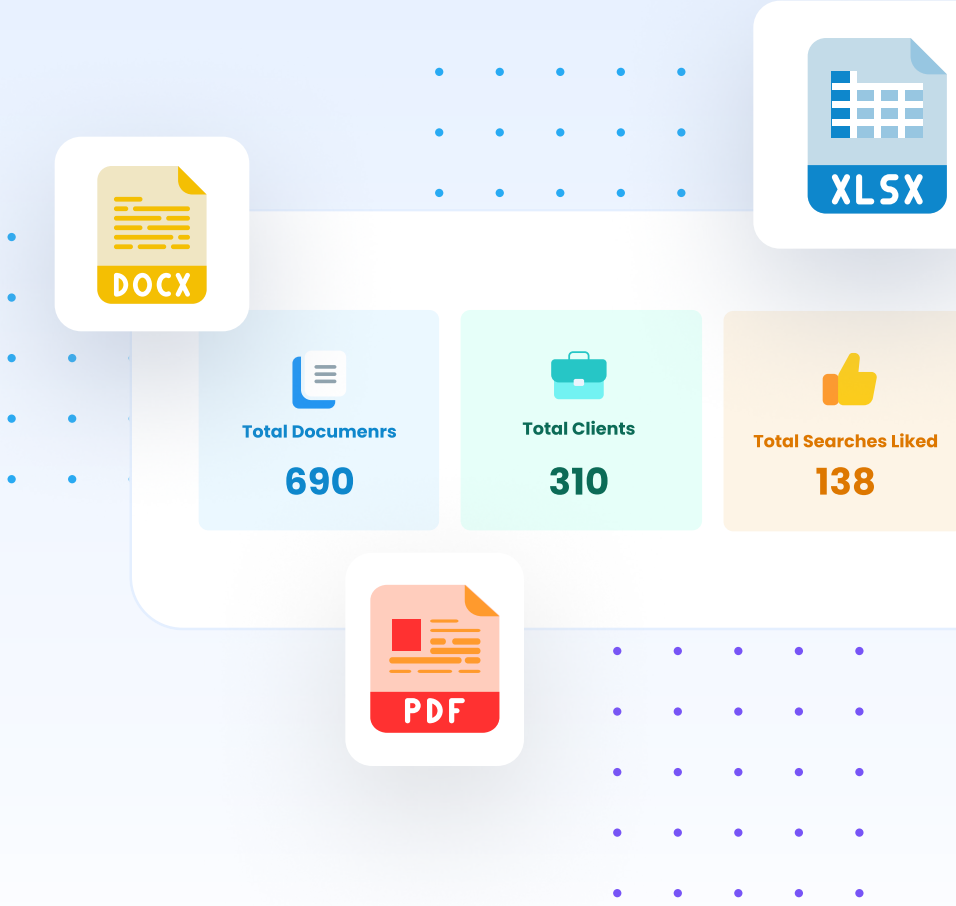 XLSX
DOCX
Total Documenrs
690
Total Clients
310
Total Searches Liked
138
PDF